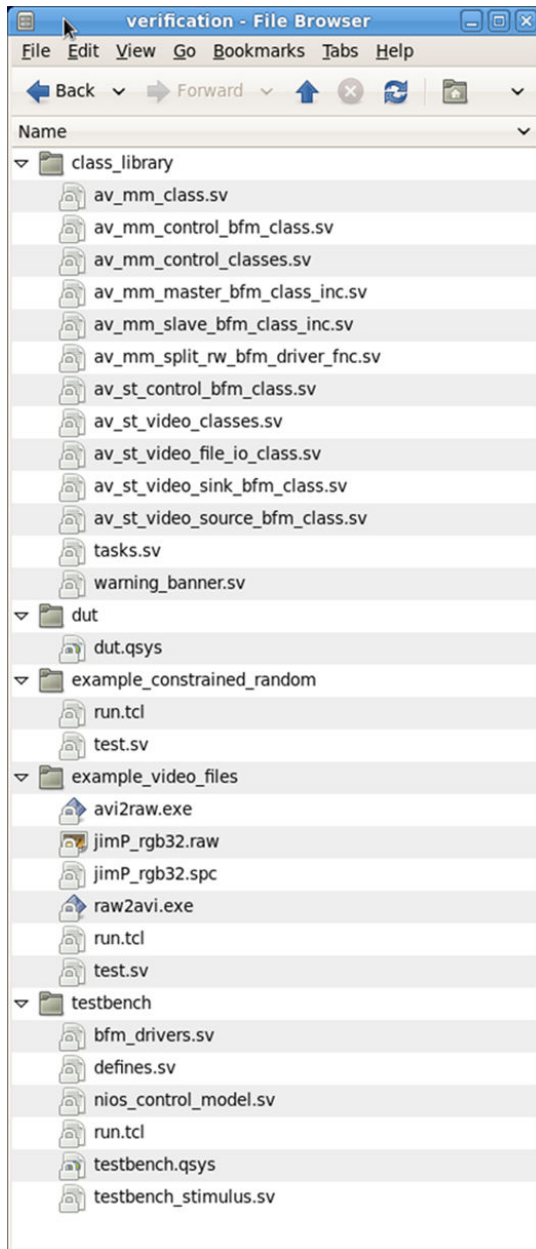 verification - File Browser
File Edit View Go Bookmarks Tabs Help
Back Forward
Name
class_library
av_mm_class.sv
av_mm_control_bfm_class.sv
av_mm_control_classes.sv
av_mm_master_bfm_class_inc.sv
av_mm_slave_bfm_class_inc.sv
av_mm_split_rw_bfm_driver_fnc.sv
av_st_control_bfm_class.sv
av_st_video_classes.sv
av_st_video_file_io_class.sv
av_st_video_sink_bfm_class.sv
av_st_video_source_bfm_class.sv
tasks.sv
warning_banner.sv
dut
dut.qsys
example_constrained_random
run.tcl
test.sv
example_video_files
avi2raw.exe
jimP_rgb32.raw
jimP_rgb32.spc
raw2avi.exe
run.tcl
test.sv
testbench
bfm_drivers.sv
defines.sv
nios_control_model.sv
run.tcl
testbench.qsys
testbench_stimulus.sv